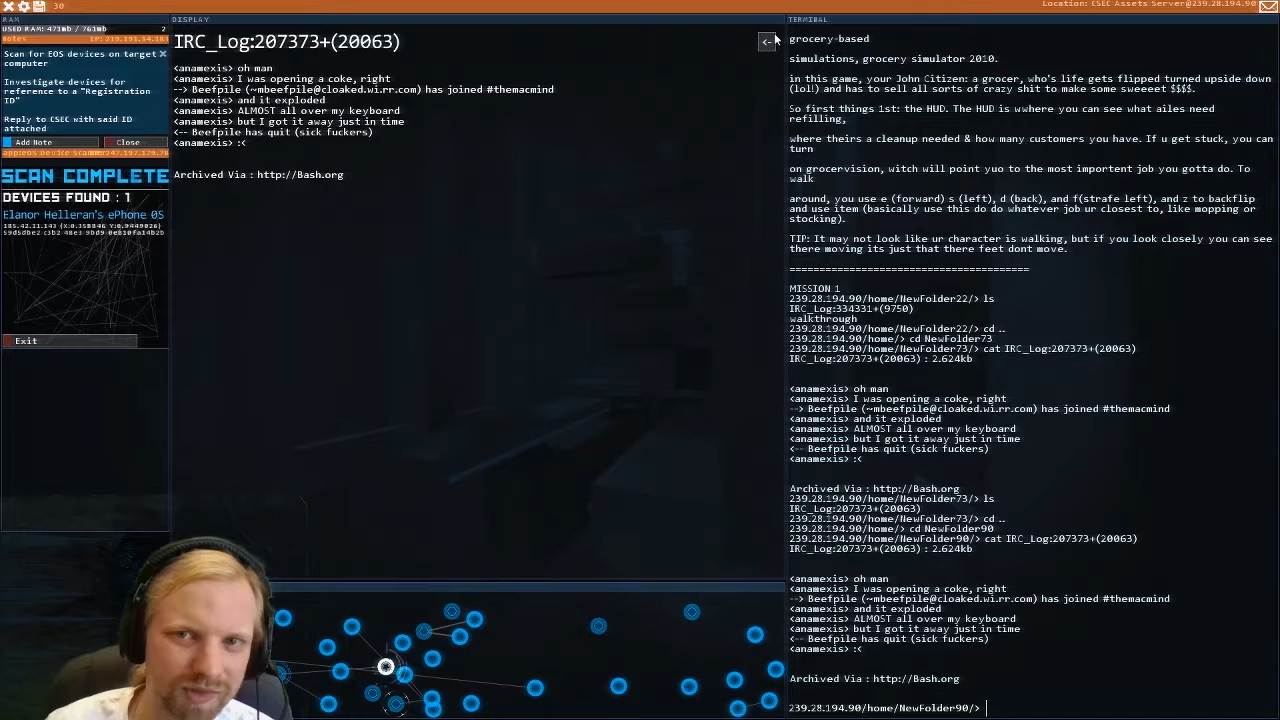 30
Location: CSEC Assets Server@239.28.194.90
RAM
USED RAM: 471mb / 761mb
2
notes
Scan for EOS devices on target
computer
Investigate devices for
reference to a "Registration
ID"
Reply to CSEC with said ID
attached
Add Note
Close
SCAN COMPLETE
DEVICES FOUND : 1
Elanor Helleran's ePhone 0S
Exit
DISPLAY
IRC_Log:207373+(20063)
<-
<anamexis> oh man
<anamexis> I was opening a coke, right
--> Beefpile (~mbeefpile@cloaked.wi.rr.com) has joined #themacmind
<anamexis> and it exploded
<anamexis> ALMOST all over my keyboard
<anamexis> but I got it away just in time
<-- Beefpile has quit (sick fuckers)
<anamexis> :<
Archived Via : http://Bash.org
TERMINAL
grocery-based
simulations, grocery simulator 2010.
in this game, your John Citizen: a grocer, who's life gets flipped turned upside down
(lol!) and has to sell all sorts of crazy shit to make some sweeeet $$$$.
So first things 1st: the HUD. The HUD is wwhere you can see what ailes need
refilling,
where theirs a cleanup needed & how many customers you have. If u get stuck, you can
turn
on grocervision, witch will point yuo to the most importent job you gotta do. To
walk
around, you use e (forward) s (left), d (back), and f(strafe left), and z to backflip
and use item (basically use this do do whatever job ur closest to, like mopping or
stocking).
TIP: It may not look like ur character is walking, but if you look closely you can see
there moving its just that there feet dont move.
========================================
MISSION 1
239.28.194.90/home/NewFolder22/> ls
IRC_Log:334331+(9750)
walkthrough
239.28.194.90/home/NewFolder22/> cd ..
239.28.194.90/home/> cd NewFolder73
239.28.194.90/home/NewFolder73/> cat IRC_Log:207373+(20063)
IRC_Log:207373+(20063) : 2.624kb
<anamexis> oh man
<anamexis> I was opening a coke, right
--> Beefpile (~mbeefpile@cloaked.wi.rr.com) has joined #themacmind
<anamexis> and it exploded
<anamexis> ALMOST all over my keyboard
<anamexis> but I got it away just in time
<-- Beefpile has quit (sick fuckers)
<anamexis> :<
Archived Via : http://Bash.org
239.28.194.90/home/NewFolder73/> ls
IRC_Log:207373+(20063)
239.28.194.90/home/NewFolder73/> cd ..
239.28.194.90/home/> cd NewFolder90
239.28.194.90/home/NewFolder90/> cat IRC_Log:207373+(20063)
IRC_Log:207373+(20063) : 2.624kb
<anamexis> oh man
<anamexis> I was opening a coke, right
--> Beefpile (~mbeefpile@cloaked.wi.rr.com) has joined #themacmind
<anamexis> and it exploded
<anamexis> ALMOST all over my keyboard
<anamexis> but I got it away just in time
<-- Beefpile has quit (sick fuckers)
<anamexis> :<
Archived Via : http://Bash.org
239.28.194.90/home/NewFolder90/>